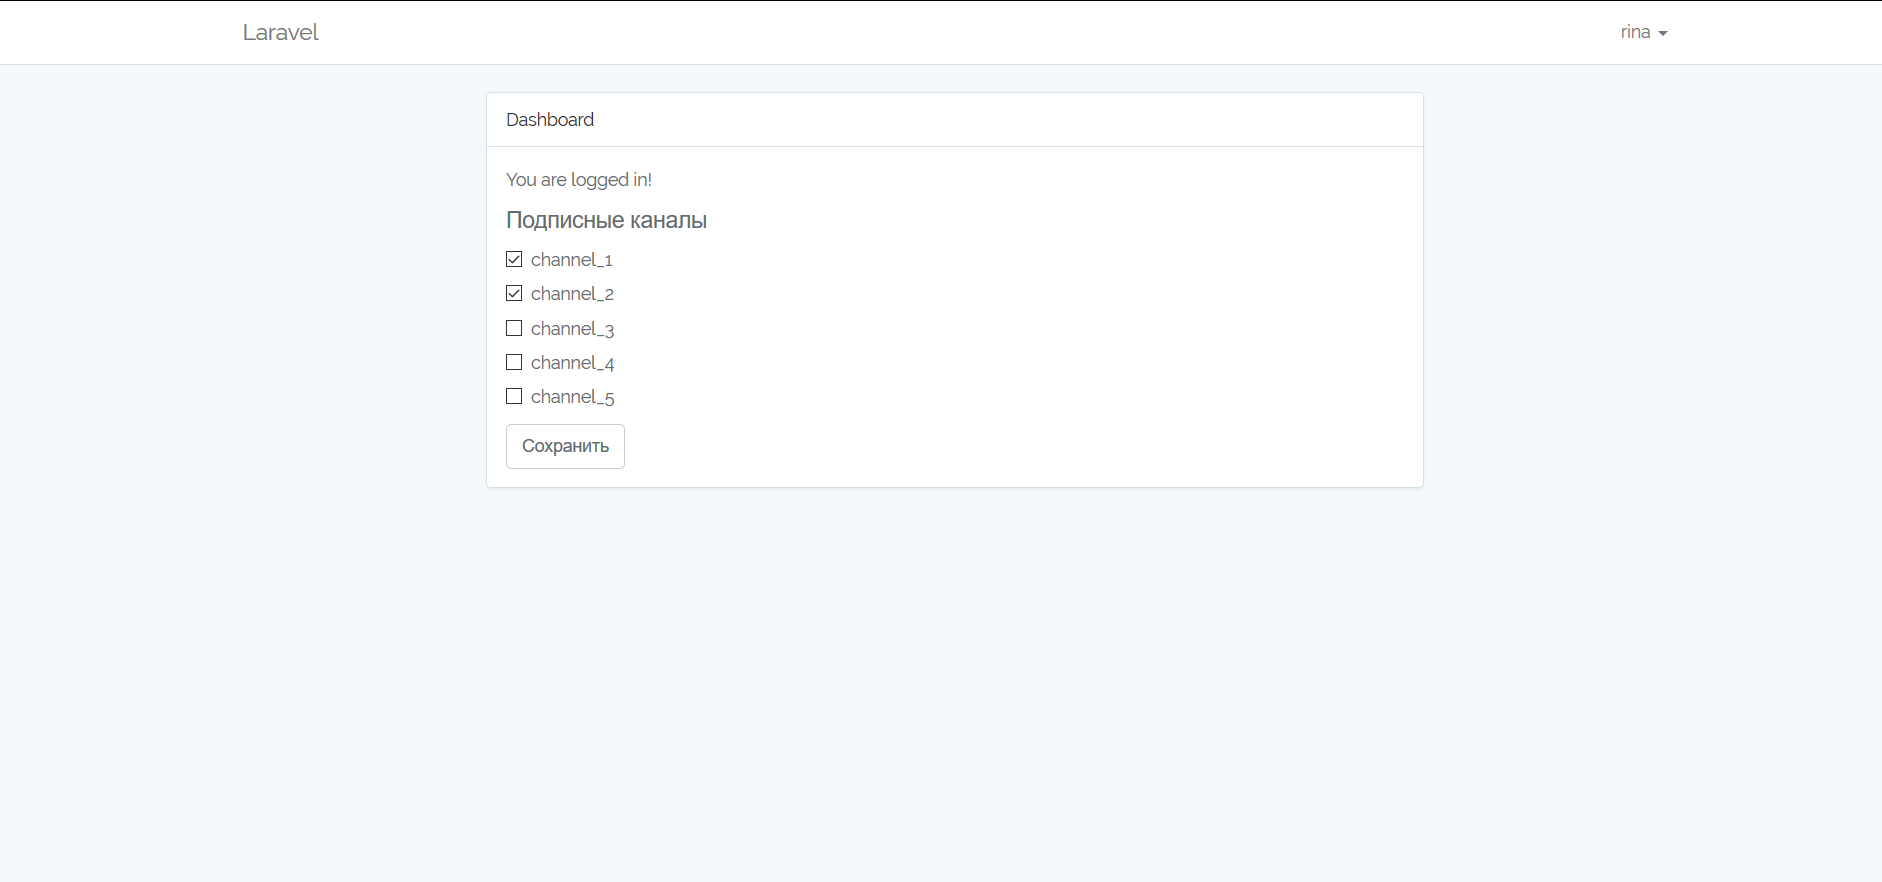 Laravel
rina
Dashboard
You are logged in!
Подписные каналы
channel_1
channel_2
channel_3
channel_4
channel_5
Сохранить